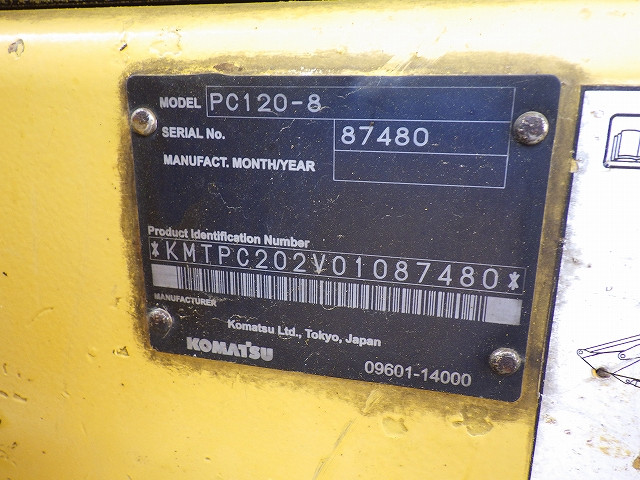 MODEL PC120-8
SERIAL No. 87480
MANUFACT. MONTH/YEAR
Product Identification Number
*KMTPC202V01087480*
MANUFACTURER
Komatsu Ltd., Tokyo, Japan
KOMATSU
09601-14000